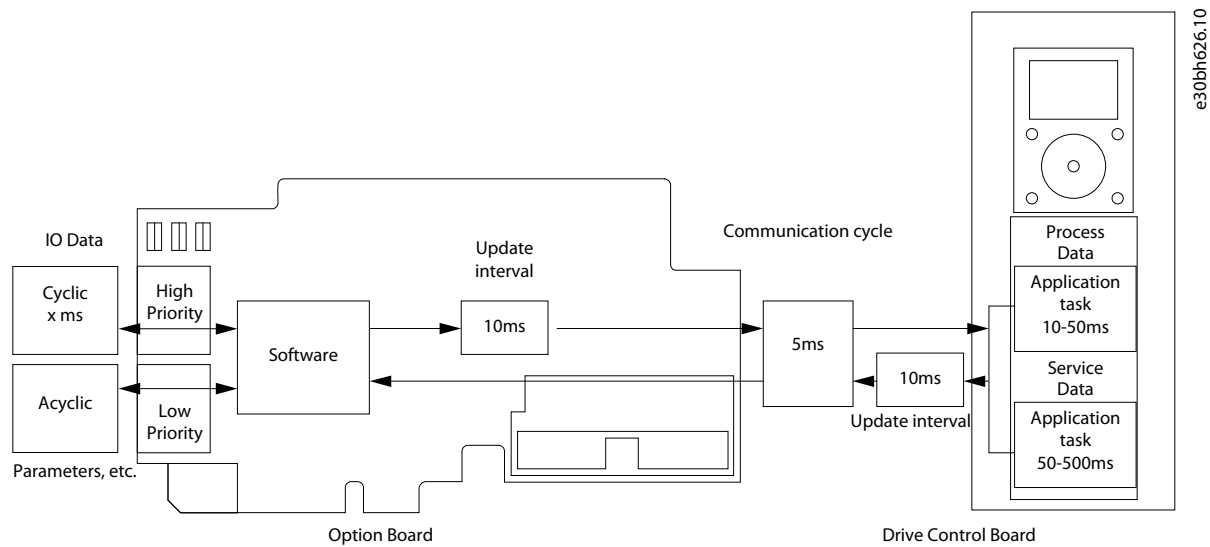 e30bh626.10
IO Data
Cyclic
x ms
High
Priority
Acyclic
Low
Priority
Parameters, etc.
Software
Update
interval
10ms
Communication cycle
5ms
10ms
Update interval
Process
Data
Application
task
10-50ms
Service
Data
Application
task
50-500ms
Option Board
Drive Control Board